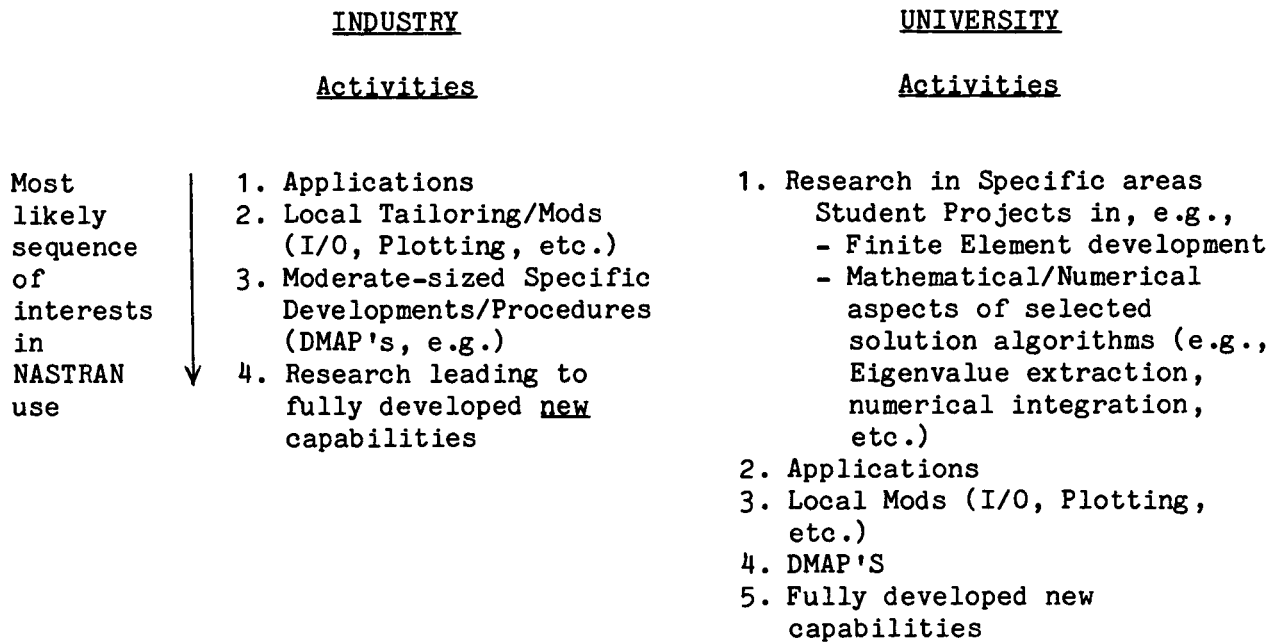 INDUSTRY
Activities
Most
likely
sequence
of
interests
in
NASTRAN
use
1. Applications
2. Local Tailoring/Mods
(I/O, Plotting, etc.)
3. Moderate-sized Specific
Developments/Procedures
(DMAP's, e.g.)
4. Research leading to
fully developed new
capabilities
UNIVERSITY
Activities
1. Research in Specific areas
Student Projects in, e.g.,
- Finite Element development
- Mathematical/Numerical
aspects of selected
solution algorithms (e.g.,
Eigenvalue extraction,
numerical integration,
etc.)
2. Applications
3. Local Mods (I/O, Plotting,
etc.)
4. DMAP'S
5. Fully developed new
capabilities